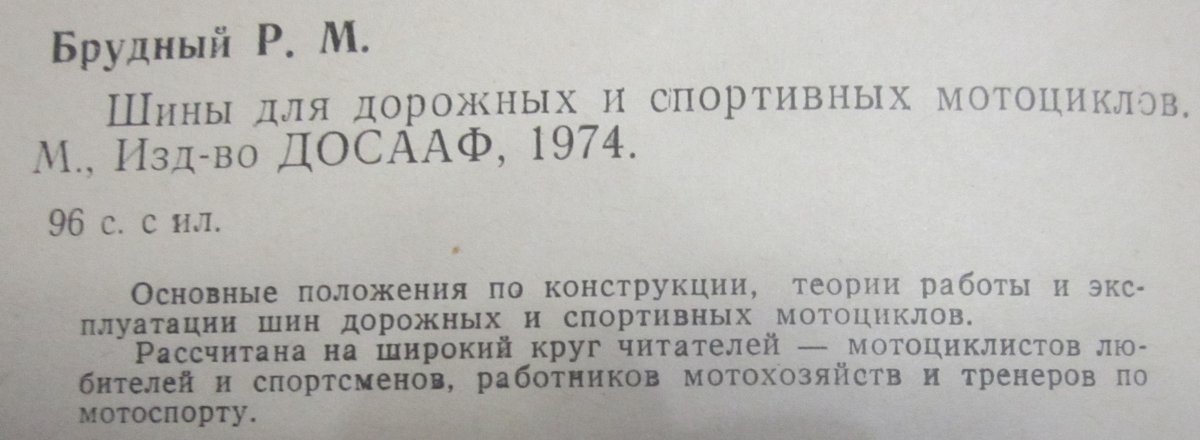 Брудный Р. М.
Шины для дорожных и спортивных мотоциклов.
М., Изд-во ДОСААФ, 1974.
96 с. с ил.
Основные положения по конструкции, теории работы и экс-
плуатации шин дорожных и спортивных мотоциклов.
Рассчитана на широкий круг читателей — мотоциклистов лю-
бителей и спортсменов, работников мотохозяйств и тренеров по
мотоспорту.